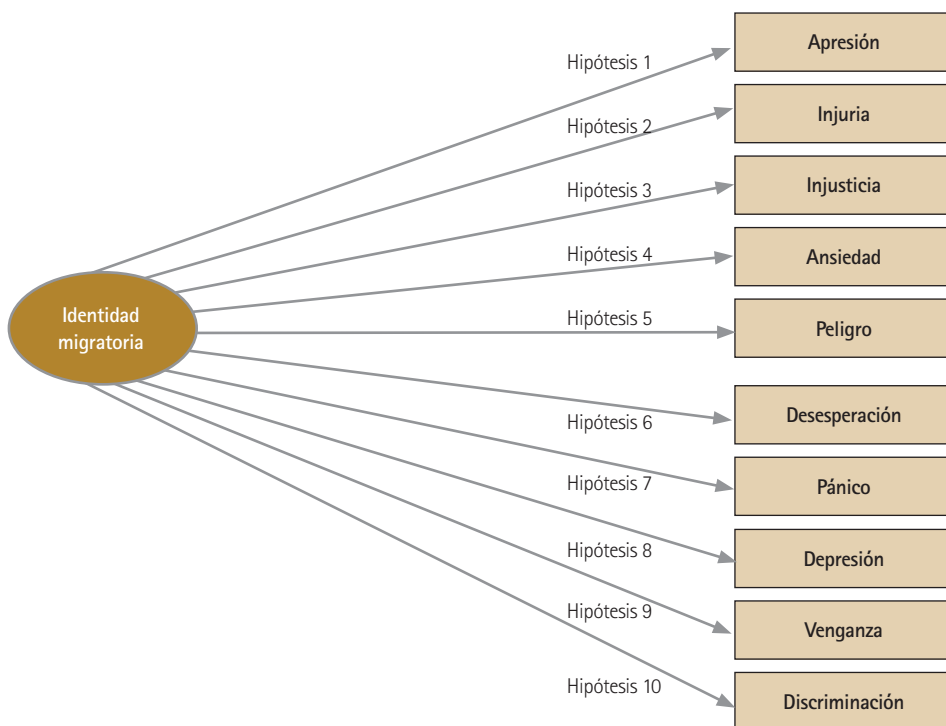 Apresión
Hipótesis 1
Injuria
Hipótesis 2
Injusticia
Hipótesis 3
Ansiedad
Hipótesis 4
Identidad
migratoria
Hipótesis 5
Peligro
Desesperación
Hipótesis 6
Pánico
Hipótesis 7
Depresión
Hipótesis 8
Venganza
Hipótesis 9
Discriminación
Hipótesis 10